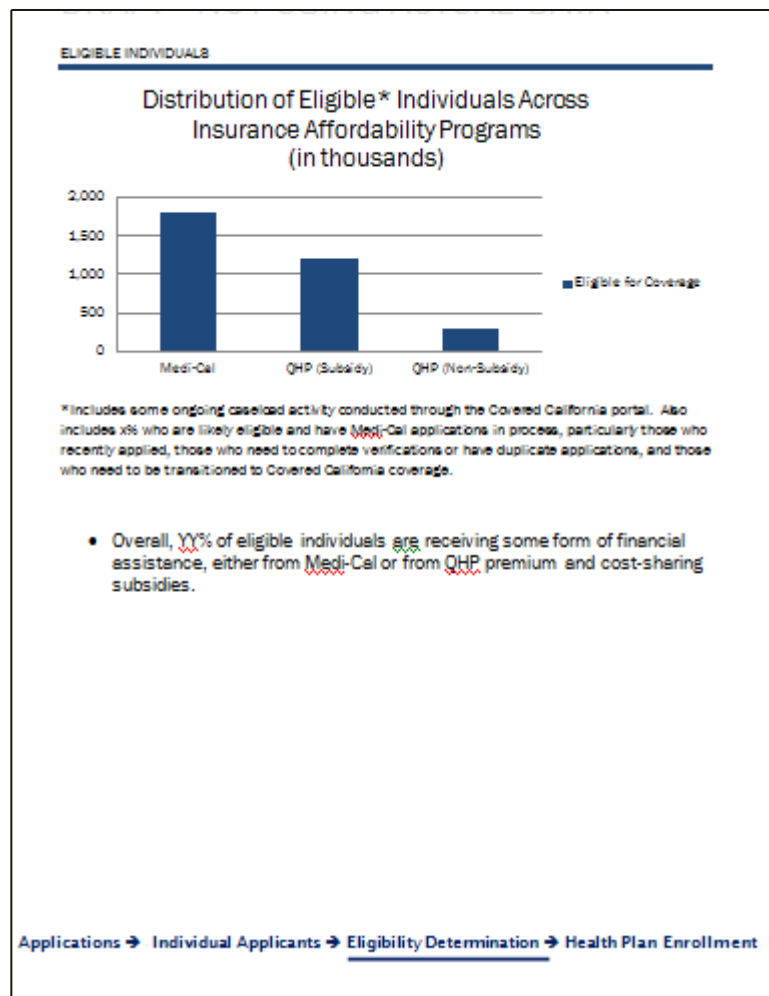 DRAFT - NOT USING ACTUAL DATA
ELIGIBLE INDIVIDUALS
Distribution of Eligible* Individuals Across
Insurance Affordability Programs
(in thousands)
2,000
1,500
1,000
500
0
Medi-Cal
QHP (Subsidy)
QHP (Non-Subsidy)
Eligible for Coverage
*Includes some ongoing caseload activity conducted through the Covered California portal. Also
includes x% who are likely eligible and have Medi-Cal applications in process, particularly those who
recently applied, those who need to complete verifications or have duplicate applications, and those
who need to be transitioned to Covered California coverage.
• Overall, YY% of eligible individuals are receiving some form of financial
assistance, either from Medi-Cal or from QHP premium and cost-sharing
subsidies.
Applications → Individual Applicants → Eligibility Determination → Health Plan Enrollment